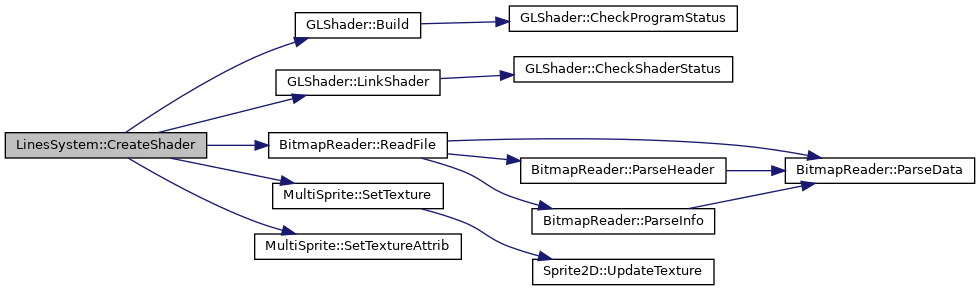 GLShader::Build
GLShader::CheckProgramStatus
GLShader::LinkShader
GLShader::CheckShaderStatus
LinesSystem::CreateShader
BitmapReader::ReadFile
BitmapReader::ParseHeader
BitmapReader::ParseData
MultiSprite::SetTexture
BitmapReader::ParseInfo
MultiSprite::SetTextureAttrib
Sprite2D::UpdateTexture